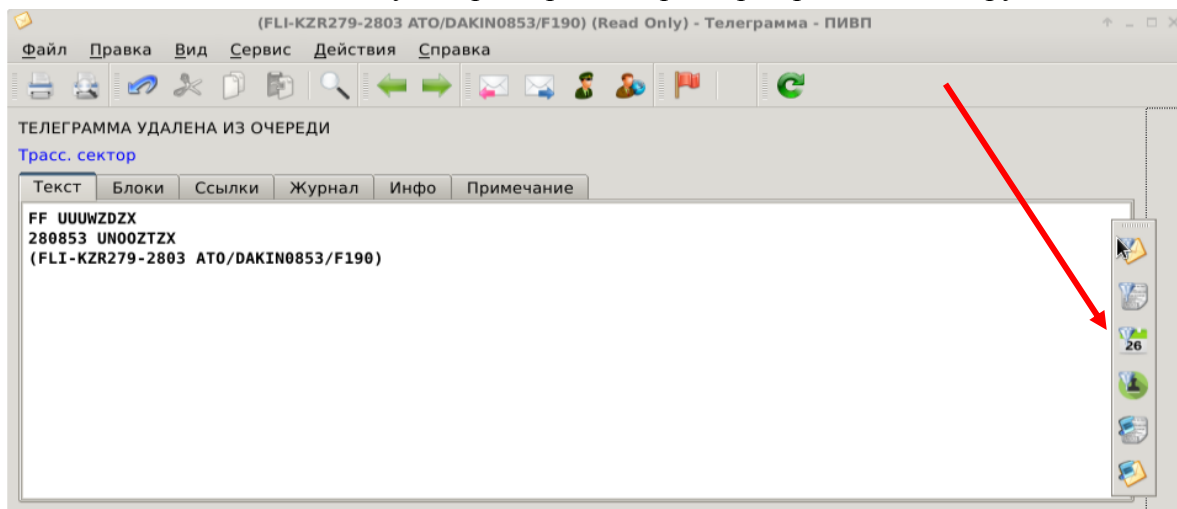 (FLI-KZR279-2803 ATO/DAKIN0853/F190) (Read Only) - Телеграмма - ПИВП
Файл Правка Вид Сервис Действия Справка
ТЕЛЕГРАММА УДАЛЕНА ИЗ ОЧЕРЕДИ
Трасс. сектор
Текст Блоки Ссылки Журнал Инфо Примечание
FF UUUWZDZX
280853 UNOOZTZX
(FLI-KZR279-2803 ATO/DAKIN0853/F190)
26